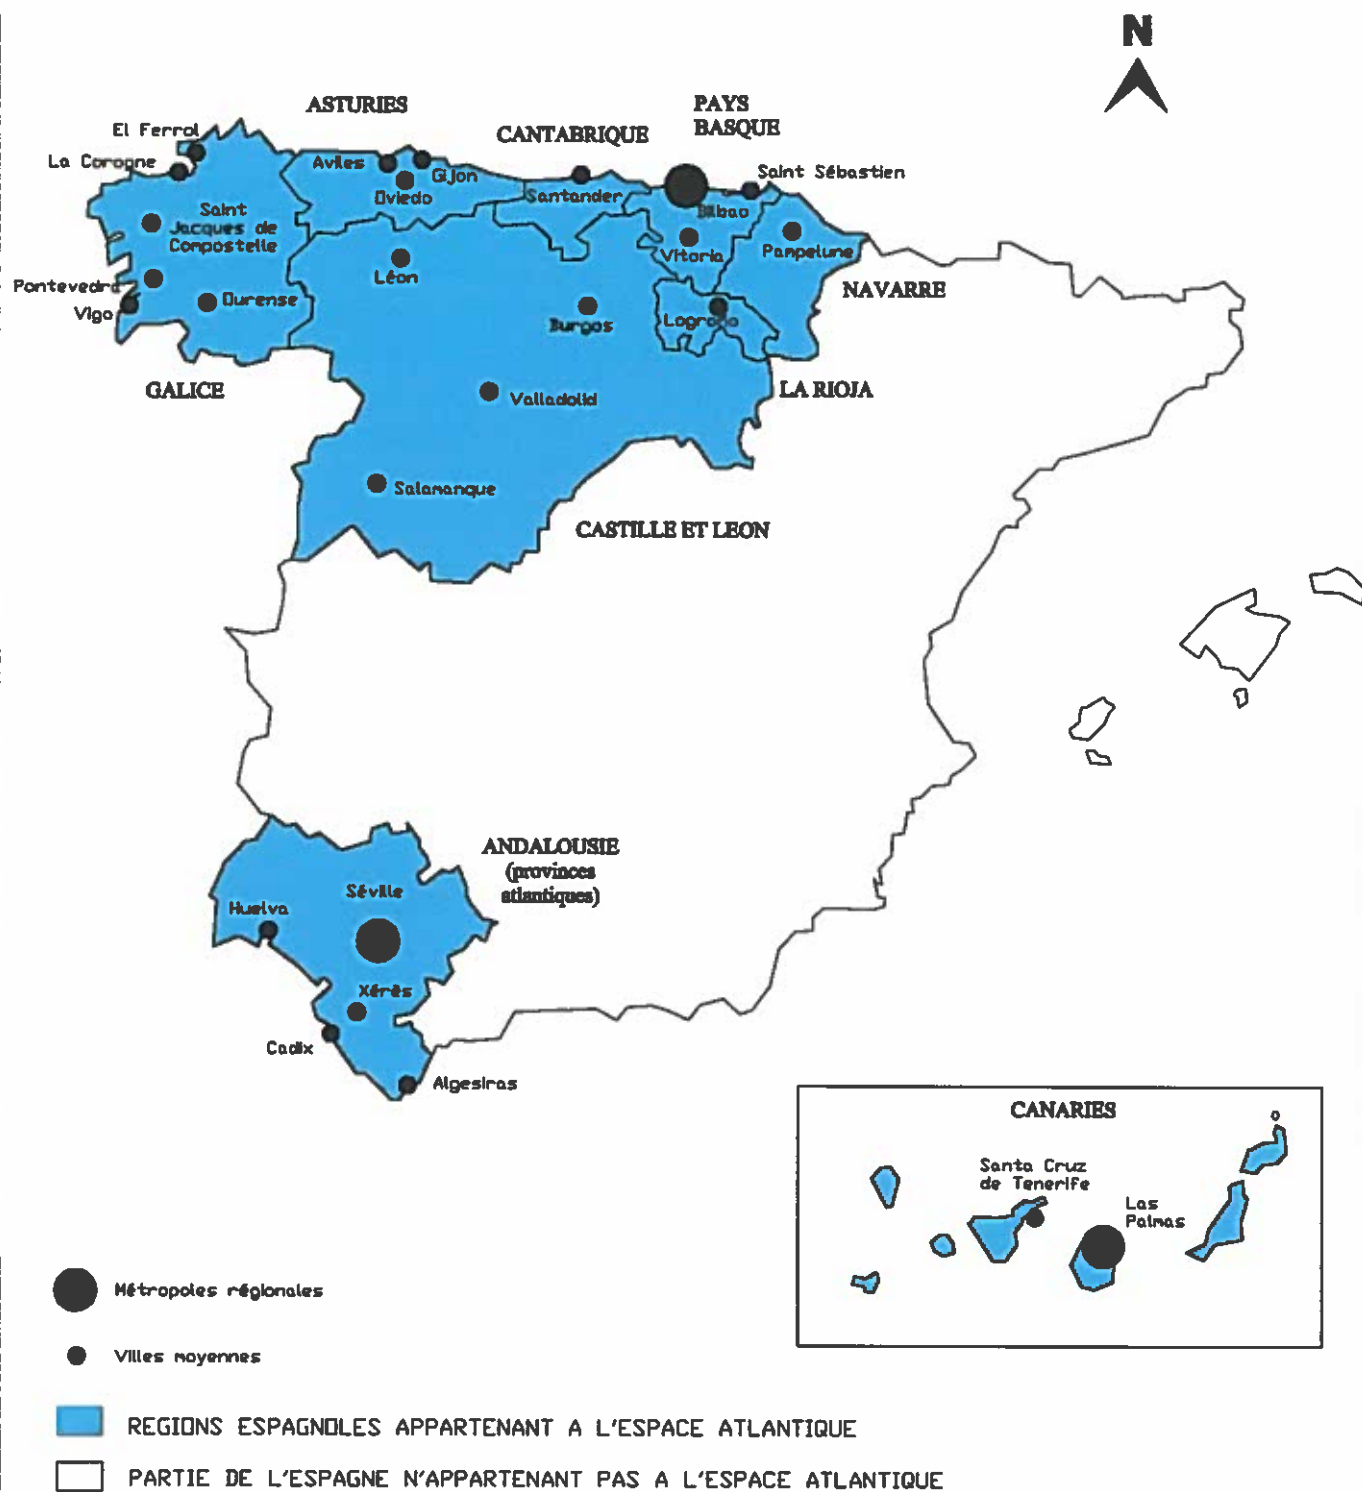 N
ASTURIES
PAYS
BASQUE
CANTABRIQUE
El Ferrol
La Corogne
Aviles
Gijon
Oviedo
Santander
Saint Sébastien
Bilbao
Saint
Jacques de
Compostelle
Vitoria
Pampelune
Léon
Pontevedra
Vigo
Ourense
NAVARRE
Burgos
Logroño
GALICE
LA RIOJA
Valladolid
Salamanque
CASTILLE ET LEON
ANDALOUSIE
(provinces
atlantiques)
Séville
Huelva
Xérès
Cadix
Algesiras
CANARIES
Santa Cruz
de Tenerife
Las
Palmas
Métropoles régionales
Villes moyennes
REGIONS ESPAGNOLES APPARTENANT A L'ESPACE ATLANTIQUE
PARTIE DE L'ESPAGNE N'APPARTENANT PAS A L'ESPACE ATLANTIQUE